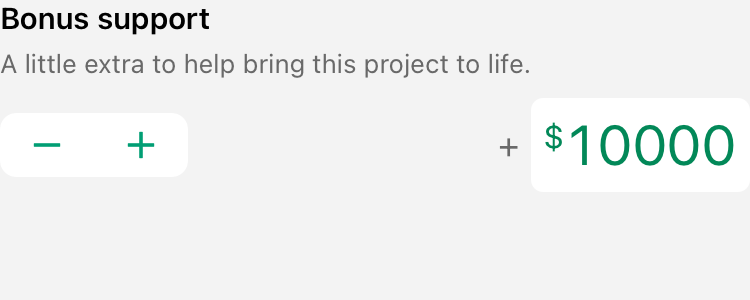 Bonus support
A little extra to help bring this project to life.
− + + $10000